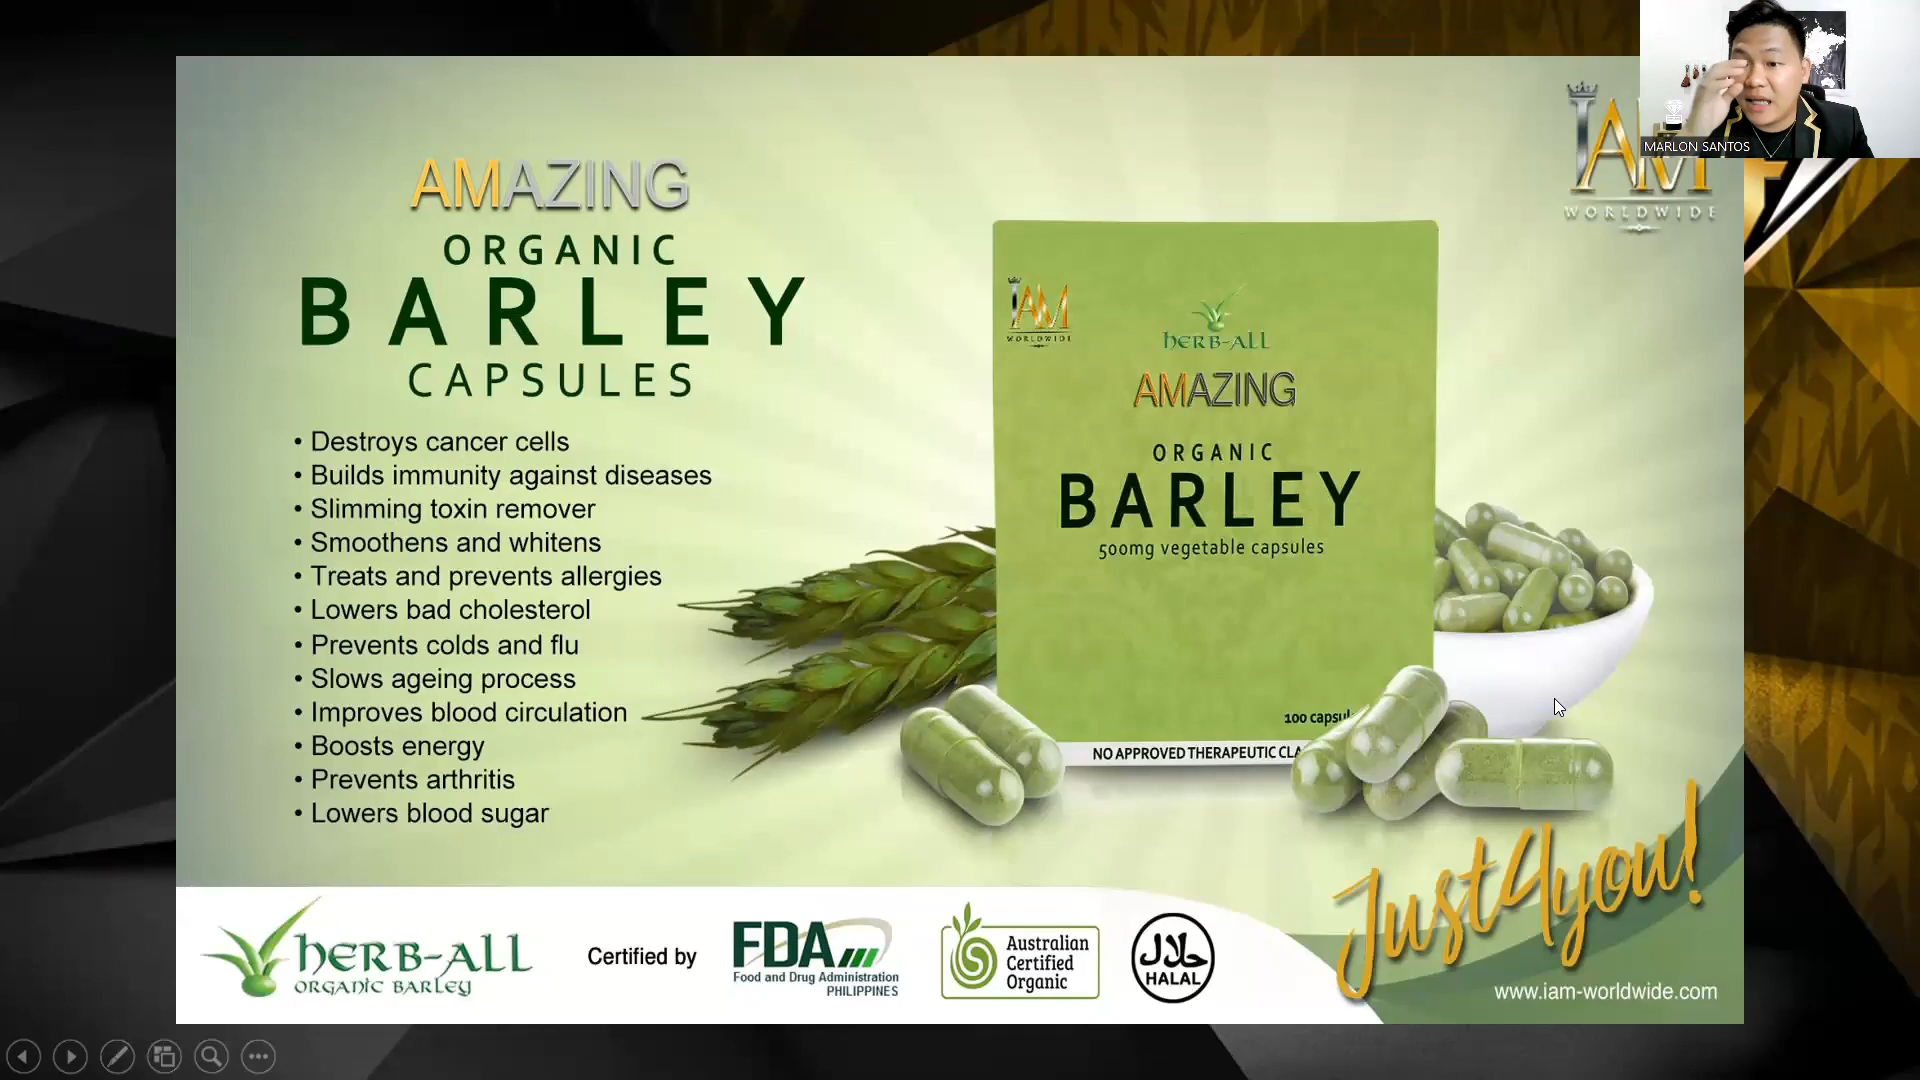 MARLON SANTOS
IAM
WORLDWIDE
AMAZING
ORGANIC
BARLEY
CAPSULES
• Destroys cancer cells
• Builds immunity against diseases
• Slimming toxin remover
• Smoothens and whitens
• Treats and prevents allergies
• Lowers bad cholesterol
• Prevents colds and flu
• Slows ageing process
• Improves blood circulation
• Boosts energy
• Prevents arthritis
• Lowers blood sugar
IAM
WORLDWIDE
HERB-ALL
AMAZING
ORGANIC
BARLEY
500mg vegetable capsules
100
NO APPROVED THERAPEUTIC
HERB-ALL
ORGANIC BARLEY
Certified by
FDA
Food and Drug Administration
PHILIPPINES
Australian
Certified
Organic
حلال
HALAL
Just4you!
www.iam-worldwide.com